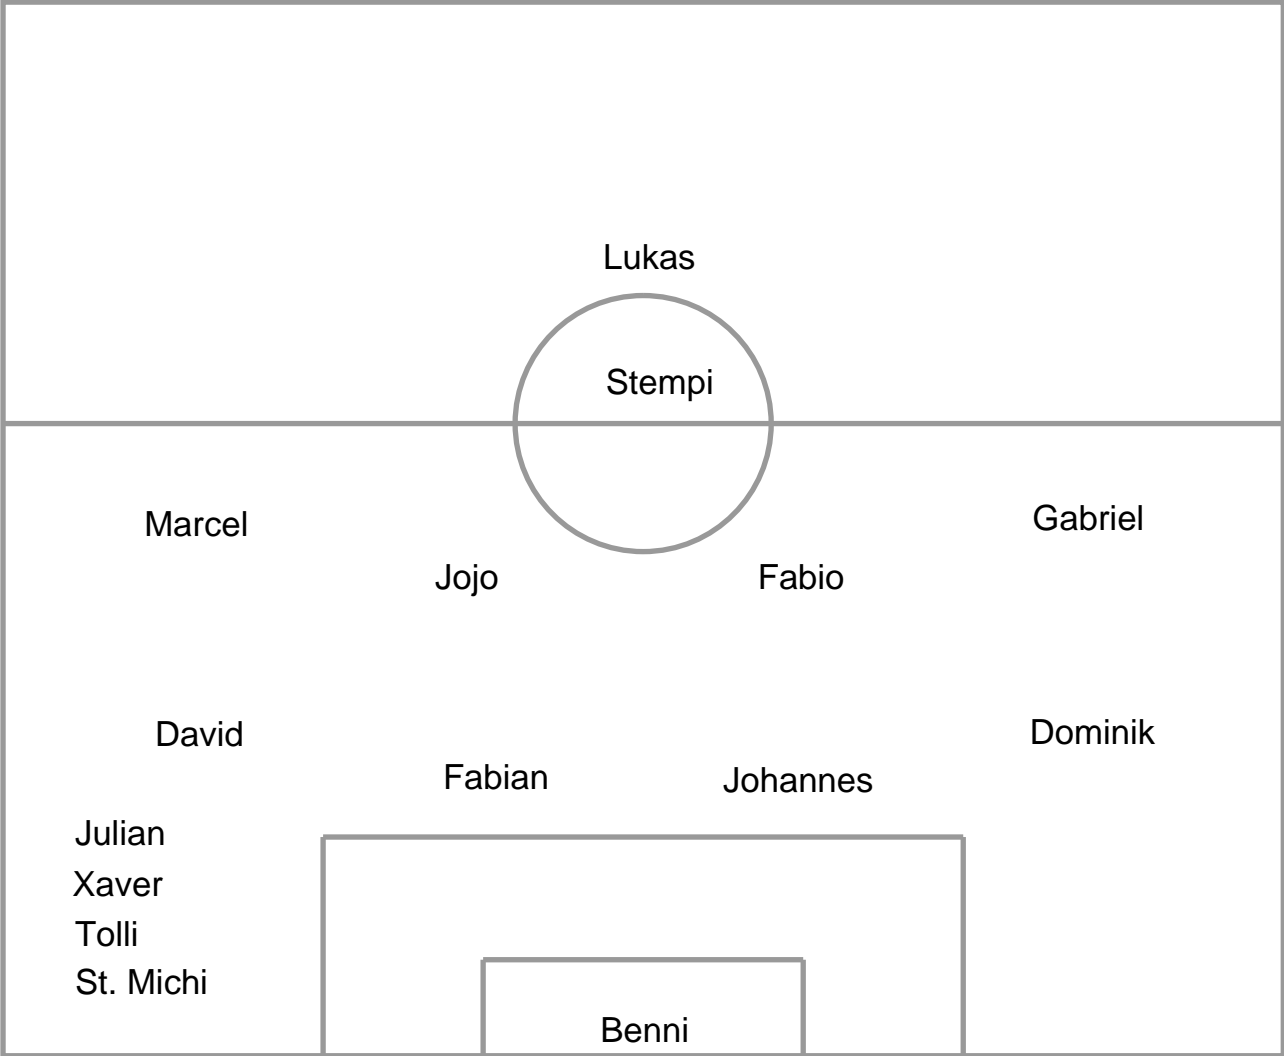 Lukas
Stempi
Marcel
Gabriel
Jojo
Fabio
David
Dominik
Fabian
Johannes
Julian
Xaver
Tolli
St. Michi
Benni